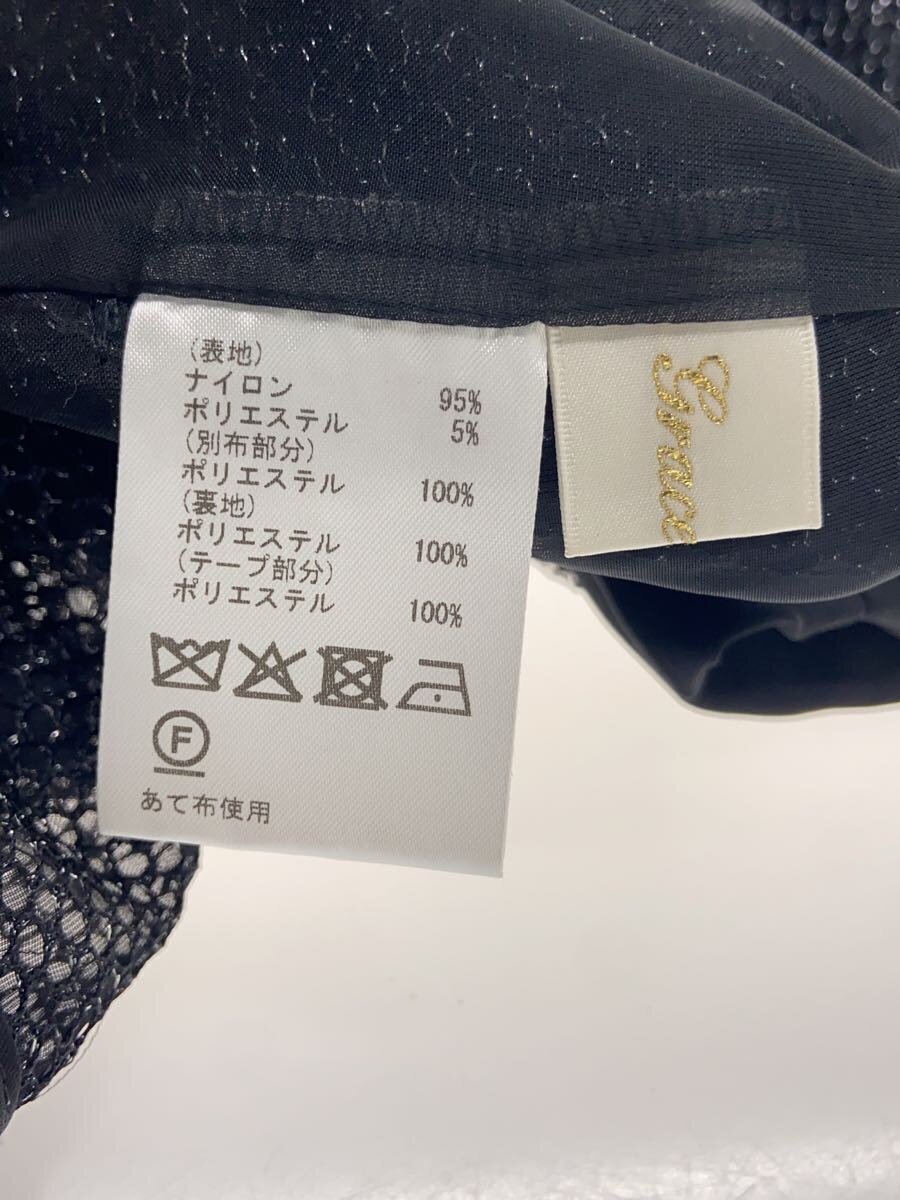 (表地)
ナイロン 95%
ポリエステル 5%
(別布部分)
ポリエステル 100%
(裏地)
ポリエステル 100%
(テープ部分)
ポリエステル 100%
F
あて布使用
Grace